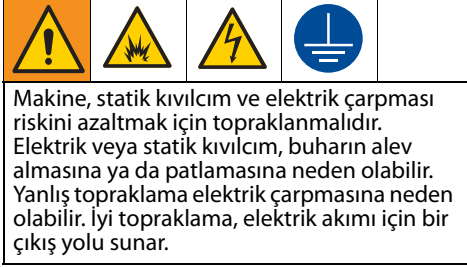 Makine, statik kıvılcım ve elektrik çarpması
riskini azaltmak için topraklanmalıdır.
Elektrik veya statik kıvılcım, buharın alev
almasına ya da patlamasına neden olabilir.
Yanlış topraklama elektrik çarpmasına neden
olabilir. İyi topraklama, elektrik akımı için bir
çıkış yolu sunar.